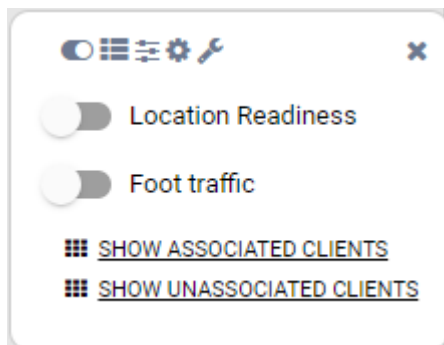 Location Readiness
Foot traffic
SHOW ASSOCIATED CLIENTS
SHOW UNASSOCIATED CLIENTS